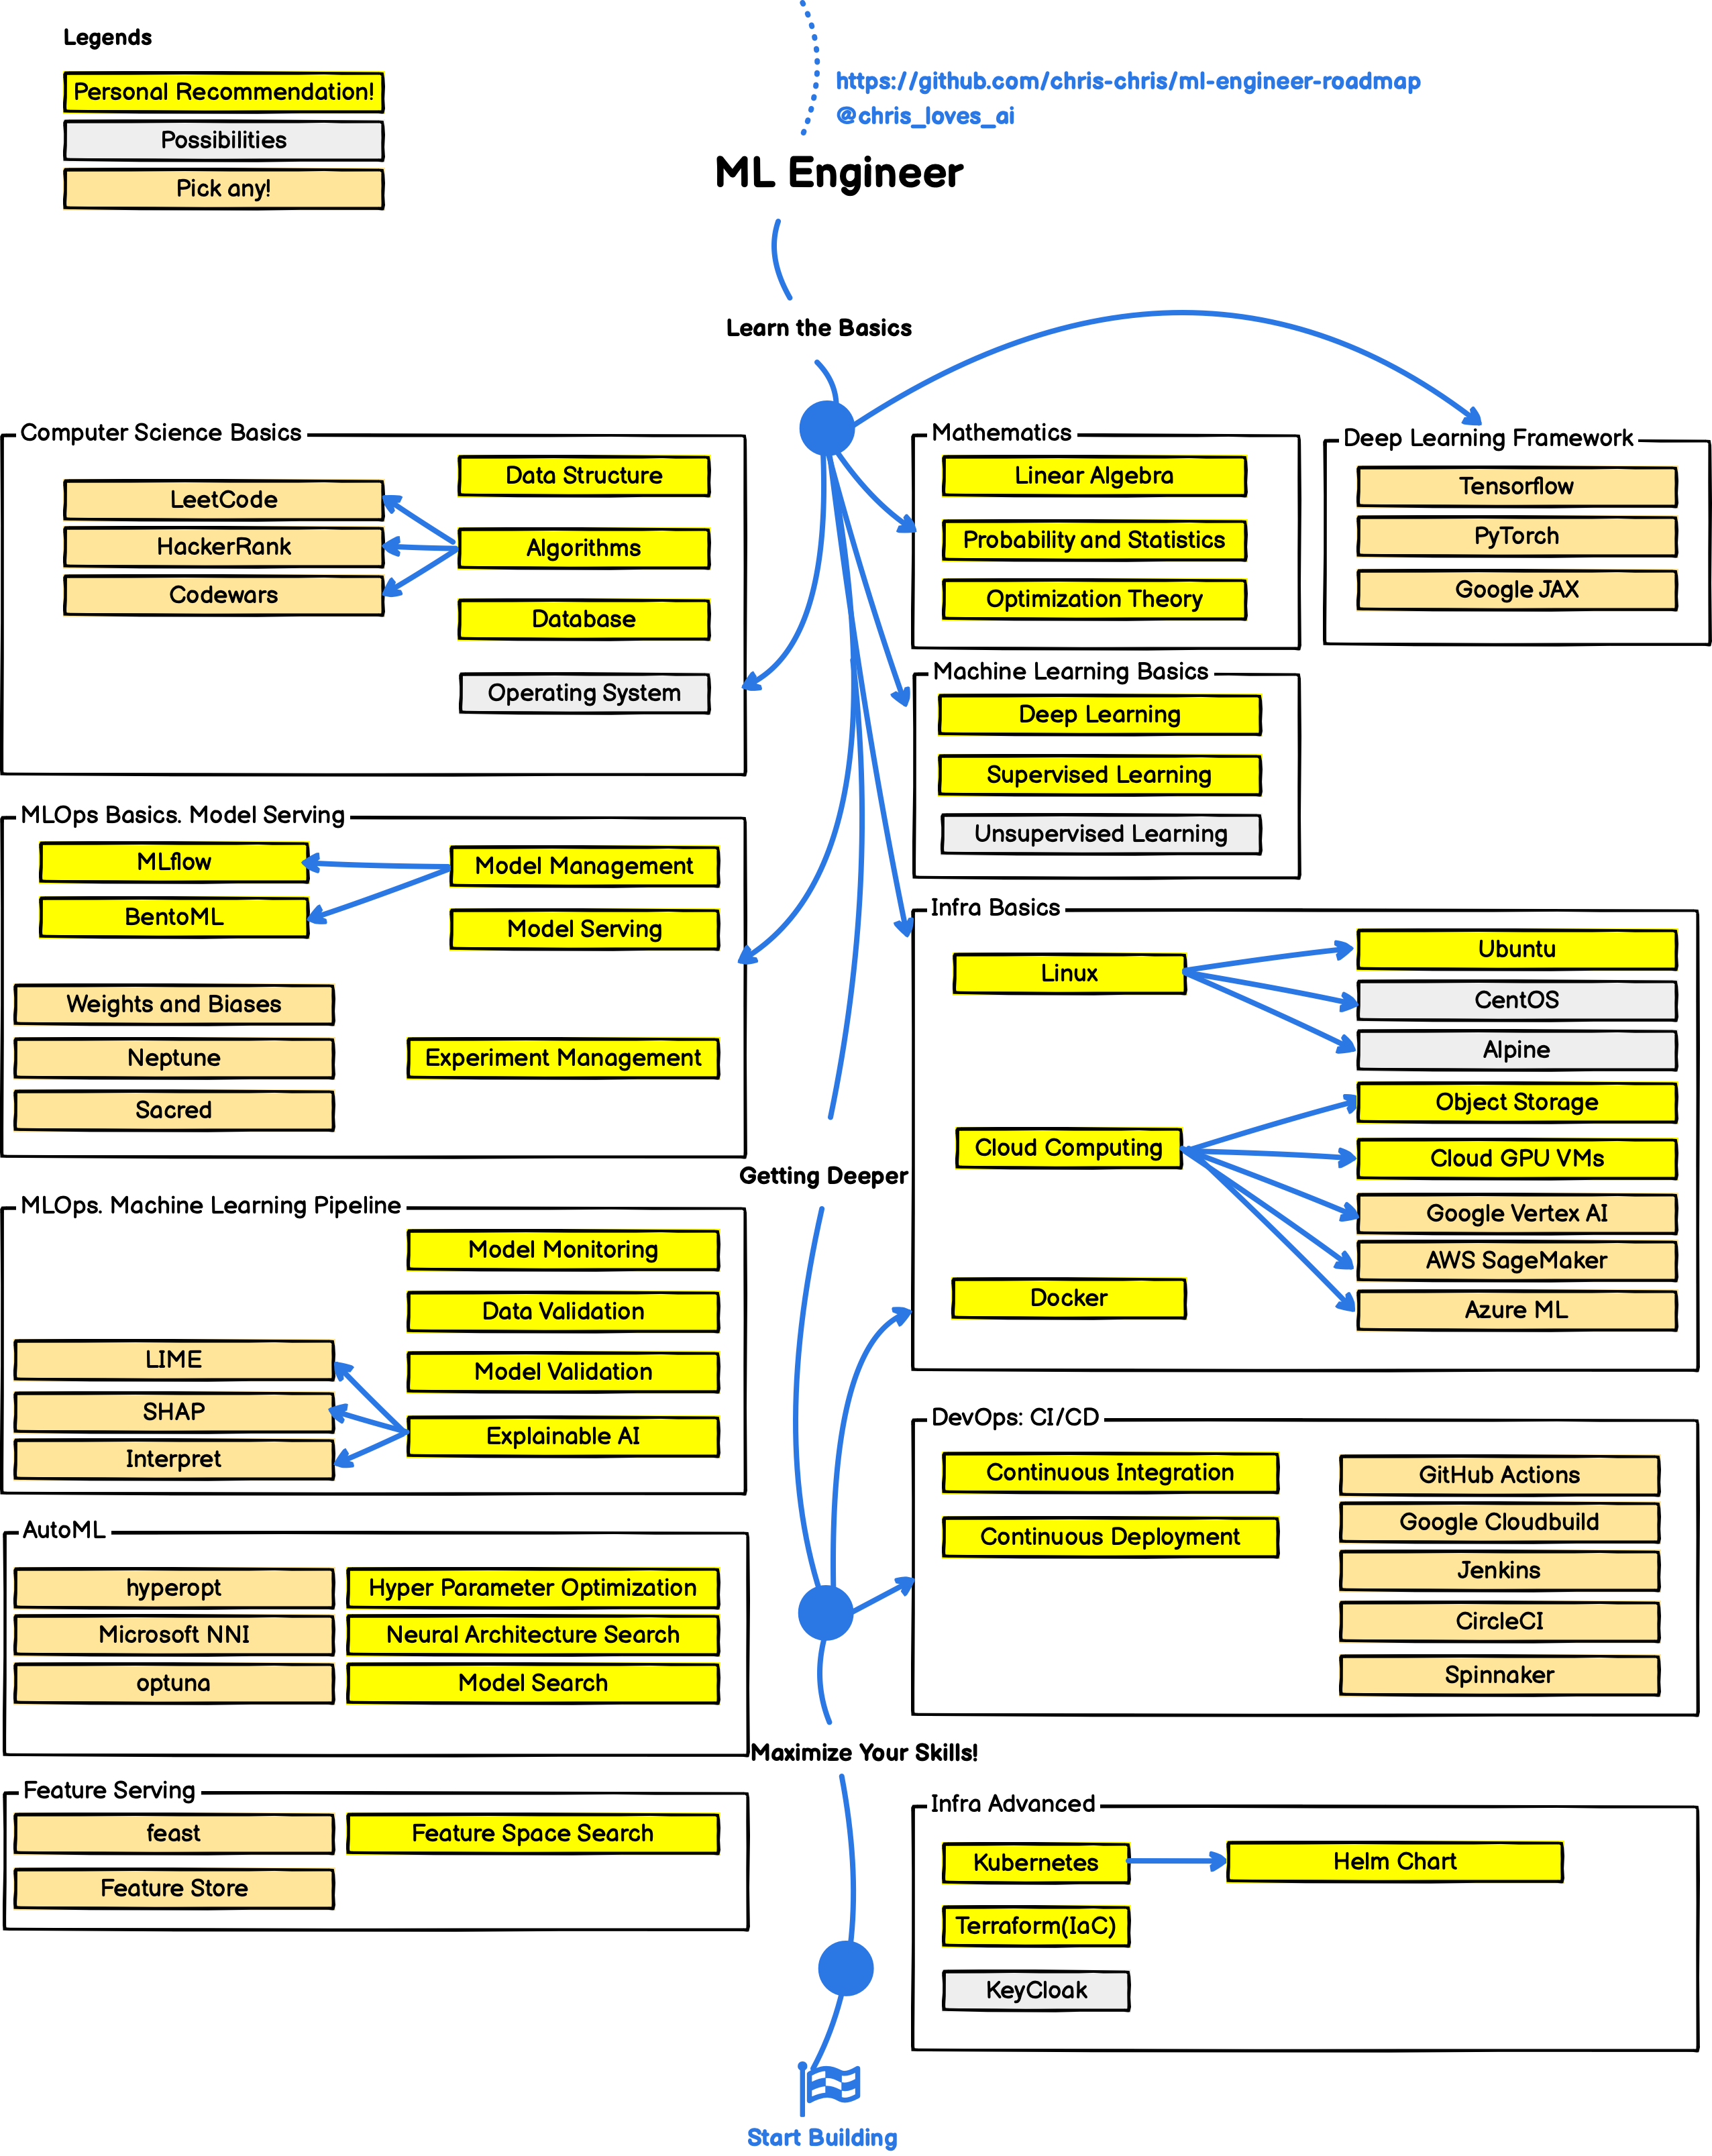 Legends
Personal Recommendation!
Possibilities
Pick any!
https://github.com/chris-chris/ml-engineer-roadmap
@chris_loves_ai
ML Engineer
Learn the Basics
Computer Science Basics
Data Structure
LeetCode
HackerRank
Algorithms
Codewars
Database
Operating System
Mathematics
Linear Algebra
Probability and Statistics
Optimization Theory
Deep Learning Framework
Tensorflow
PyTorch
Google JAX
Machine Learning Basics
Deep Learning
Supervised Learning
Unsupervised Learning
MLOps Basics. Model Serving
MLflow
Model Management
BentoML
Model Serving
Weights and Biases
Neptune
Experiment Management
Sacred
Infra Basics
Linux
Ubuntu
CentOS
Alpine
Object Storage
Cloud Computing
Cloud GPU VMs
Google Vertex AI
AWS SageMaker
Docker
Azure ML
Getting Deeper
MLOps. Machine Learning Pipeline
Model Monitoring
Data Validation
LIME
Model Validation
SHAP
Explainable AI
Interpret
DevOps: CI/CD
Continuous Integration
GitHub Actions
Google Cloudbuild
Continuous Deployment
Jenkins
CircleCI
Spinnaker
AutoML
hyperopt
Hyper Parameter Optimization
Microsoft NNI
Neural Architecture Search
optuna
Model Search
Maximize Your Skills!
Feature Serving
feast
Feature Space Search
Feature Store
Infra Advanced
Kubernetes
Helm Chart
Terraform(IaC)
KeyCloak
Start Building